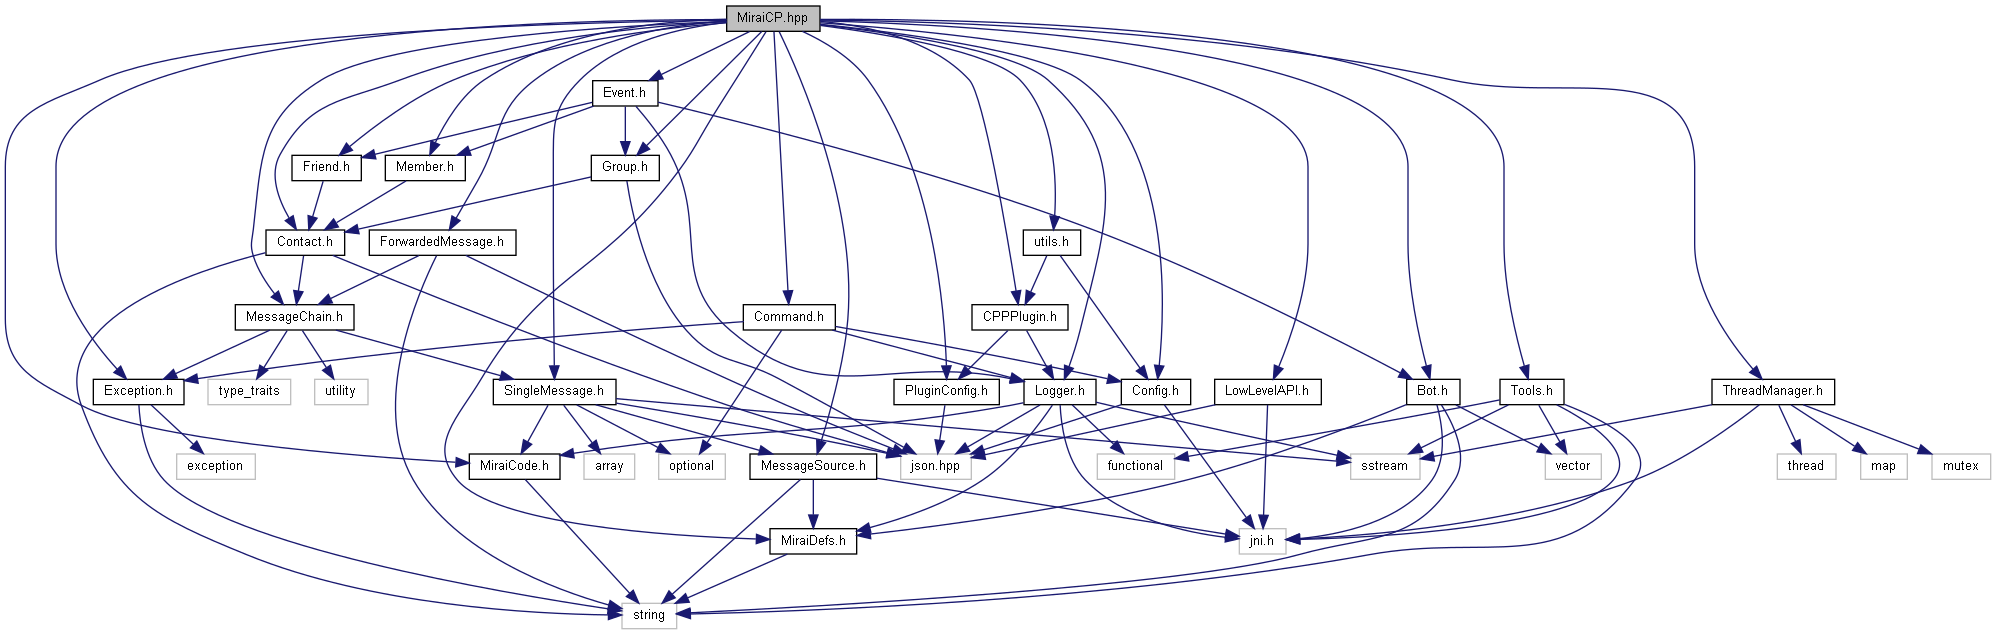 MiraiCP.hpp
Event.h
Friend.h
Member.h
Group.h
Contact.h
ForwardedMessage.h
utils.h
MessageChain.h
Command.h
CPPPlugin.h
Exception.h
type_traits
utility
SingleMessage.h
PluginConfig.h
Logger.h
Config.h
LowLevelAPI.h
Bot.h
Tools.h
ThreadManager.h
exception
MiraiCode.h
array
optional
MessageSource.h
json.hpp
functional
sstream
vector
thread
map
mutex
MiraiDefs.h
jni.h
string